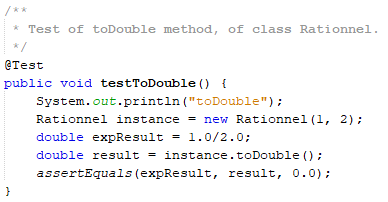 /**
 * Test of toDouble method, of class Rationnel.
 */
@Test
public void testToDouble() {
    System.out.println("toDouble");
    Rationnel instance = new Rationnel(1, 2);
    double expResult = 1.0/2.0;
    double result = instance.toDouble();
    assertEquals(expResult, result, 0.0);
}